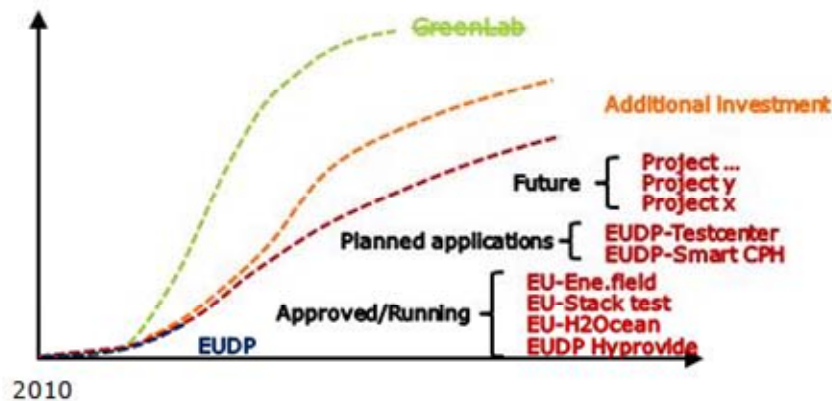 GreenLab
Additional investment
Future
Project ...
Project y
Project x
Planned applications
EUDP-Testcenter
EUDP-Smart CPH
Approved/Running
EU-Ene.field
EU-Stack test
EU-H2Ocean
EUDP Hyprovide
EUDP
2010